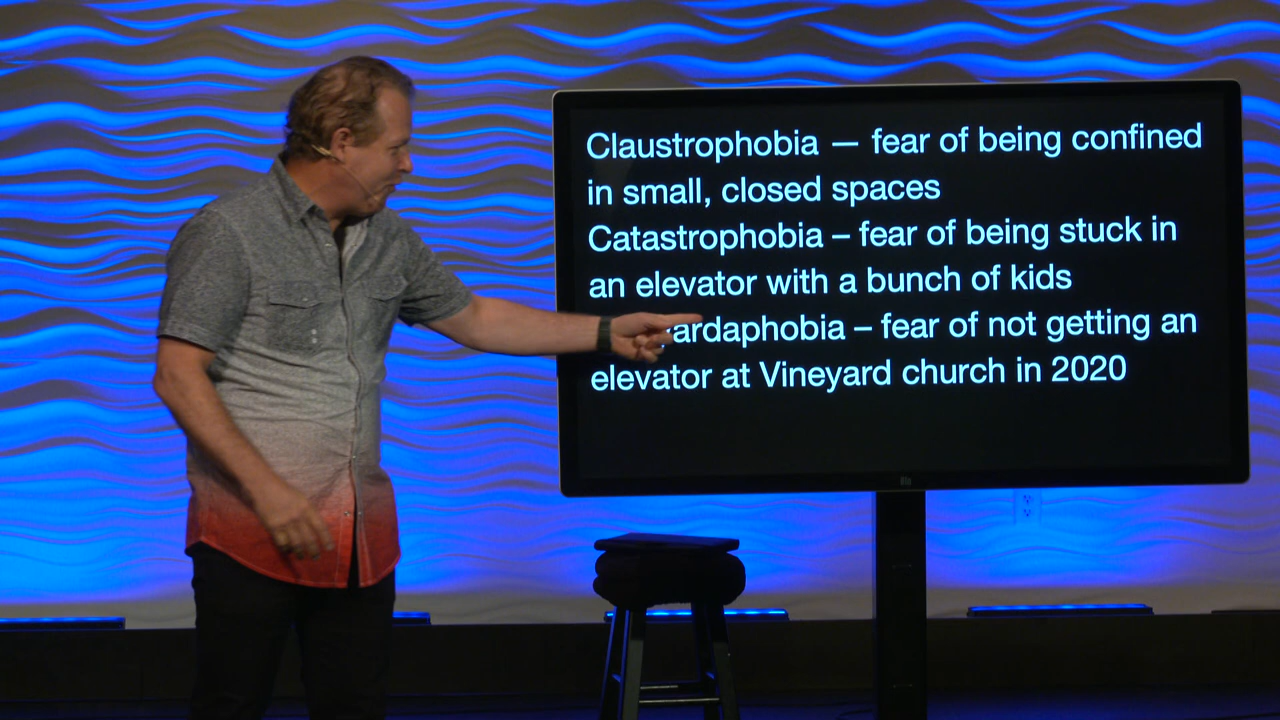 Claustrophobia — fear of being confined
in small, closed spaces
Catastrophobia – fear of being stuck in
an elevator with a bunch of kids
– fear of not getting an
elevator at Vineyard church in 2020